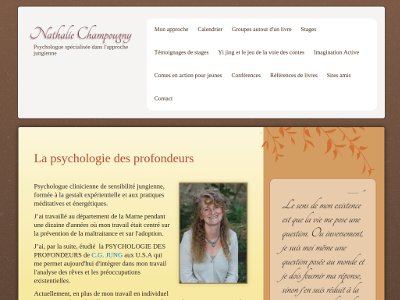 Nathalie Champougny
Psychologue spécialisée dans l'approche
jungienne
Mon approche Calendrier Groupes autour d'un livre Stages
Témoignages de stages Yi jing et le jeu de la voie des contes Imagination Active
Contes en action pour jeunes Conférences Références de livres Sites amis
Contact
La psychologie des profondeurs
Psychologue clinicienne de sensibilité jungienne,
formée à la gestalt expérientielle et aux pratiques
méditatives et énergétiques.
J'ai travaillé au département de la Marne pendant
une dizaine d'années où mon travail était centré sur
la prévention de la maltraitance et sur l'adoption.
J'ai, par la suite, étudié la PSYCHOLOGIE DES
PROFONDEURS de C.G. JUNG aux U.S.A qui
me permet aujourd'hui d'intégrer dans mon travail
l'analyse des rêves et les préoccupations
existentielles.
Actuellement, en plus de mon travail en individuel
Le sens de mon existence
est que la vie me pose une
question. Ou inversement,
je suis moi même une
question posée au monde et
je dois fournir ma réponse,
sinon j'en suis réduit à la